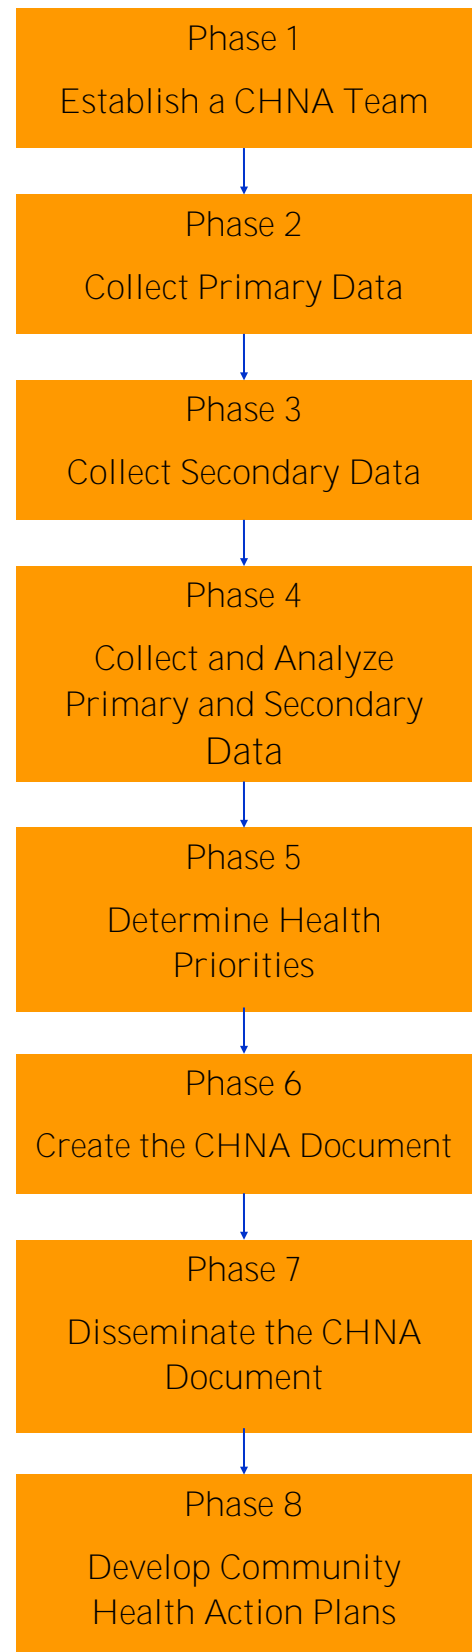 Phase 1
Establish a CHNA Team
Phase 2
Collect Primary Data
Phase 3
Collect Secondary Data
Phase 4
Collect and Analyze
Primary and Secondary
Data
Phase 5
Determine Health
Priorities
Phase 6
Create the CHNA Document
Phase 7
Disseminate the CHNA
Document
Phase 8
Develop Community
Health Action Plans